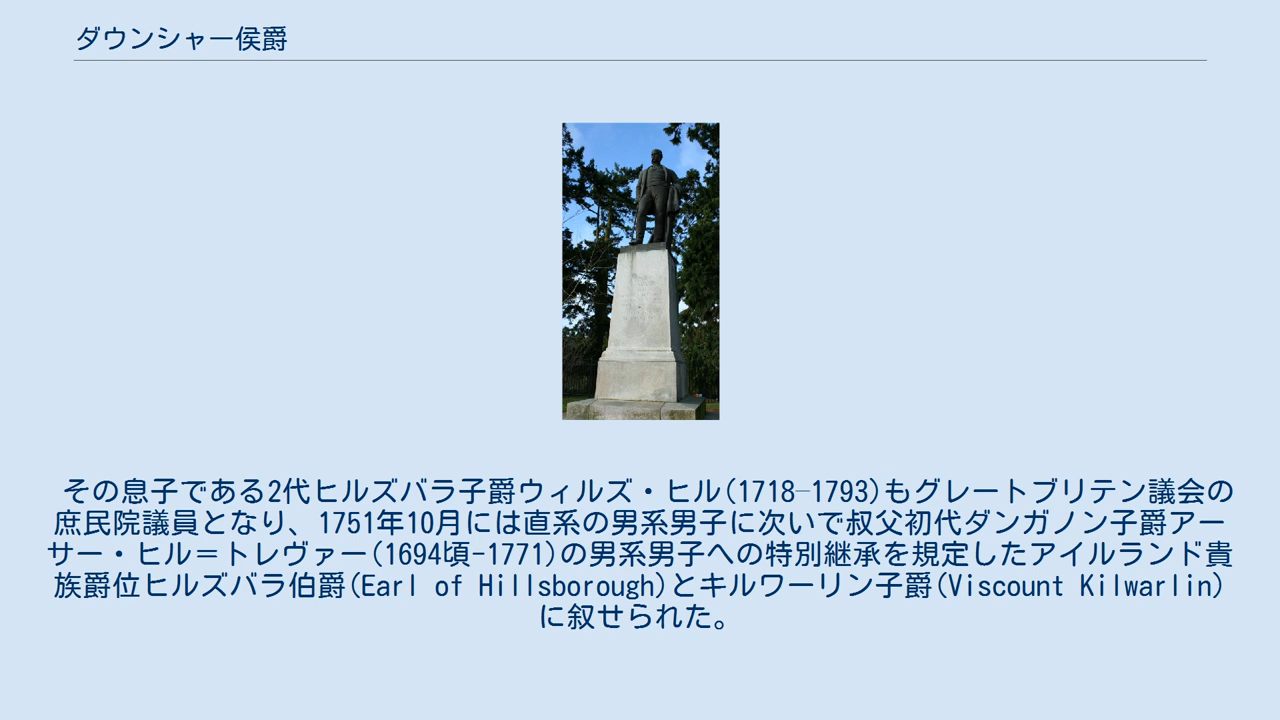 ダウンシャー侯爵
その息子である2代ヒルズバラ子爵ウィルズ・ヒル(1718–1793)もグレートブリテン議会の
庶民院議員となり、1751年10月には直系の男系男子に次いで叔父初代ダンガノン子爵アー
サー・ヒル＝トレヴァー(1694頃-1771)の男系男子への特別継承を規定したアイルランド貴
族爵位ヒルズバラ伯爵(Earl of Hillsborough)とキルワーリン子爵(Viscount Kilwarlin)
に叙せられた。